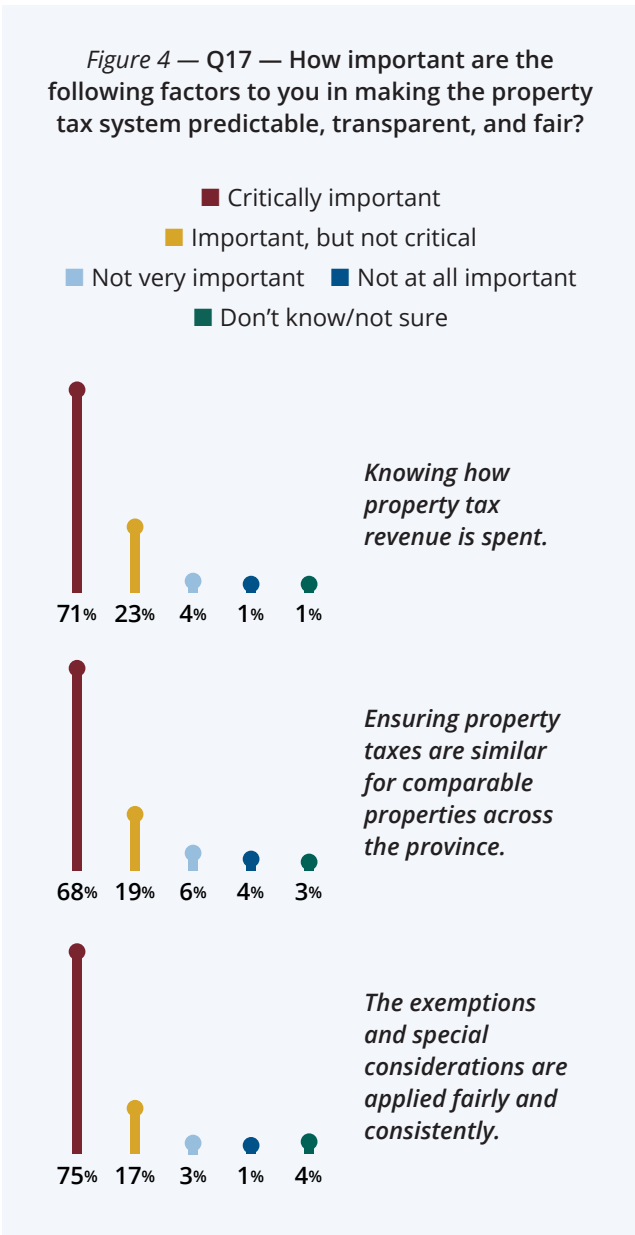 Figure 4 — Q17 — How important are the
following factors to you in making the property
tax system predictable, transparent, and fair?
Critically important
Important, but not critical
Not very important Not at all important
Don't know/not sure
Knowing how
property tax
revenue is spent.
71% 23% 4% 1% 1%
Ensuring property
taxes are similar
for comparable
properties across
the province.
68% 19% 6% 4% 3%
The exemptions
and special
considerations are
applied fairly and
consistently.
75% 17% 3% 1% 4%